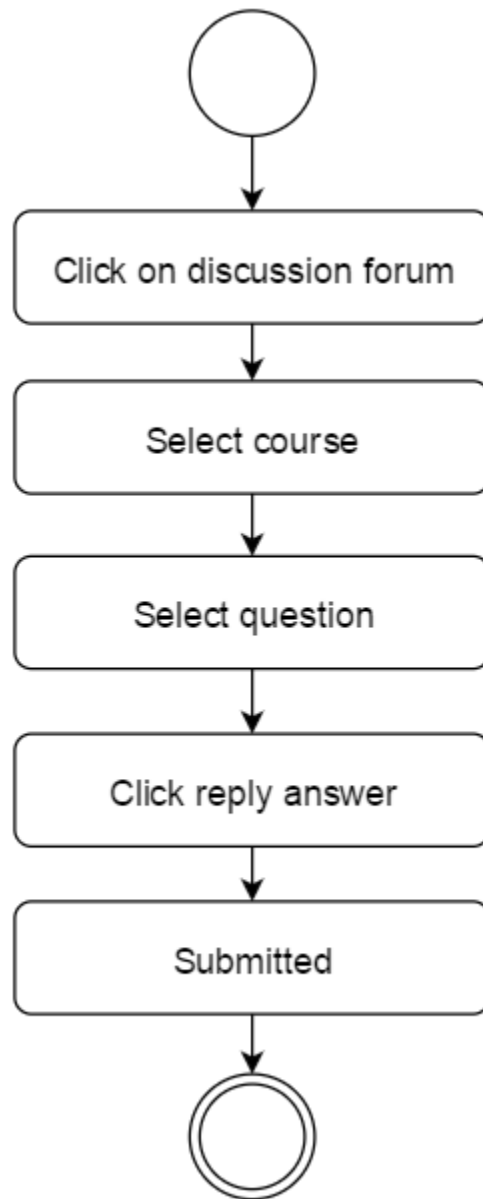 Click on discussion forum
Select course
Select question
Click reply answer
Submitted